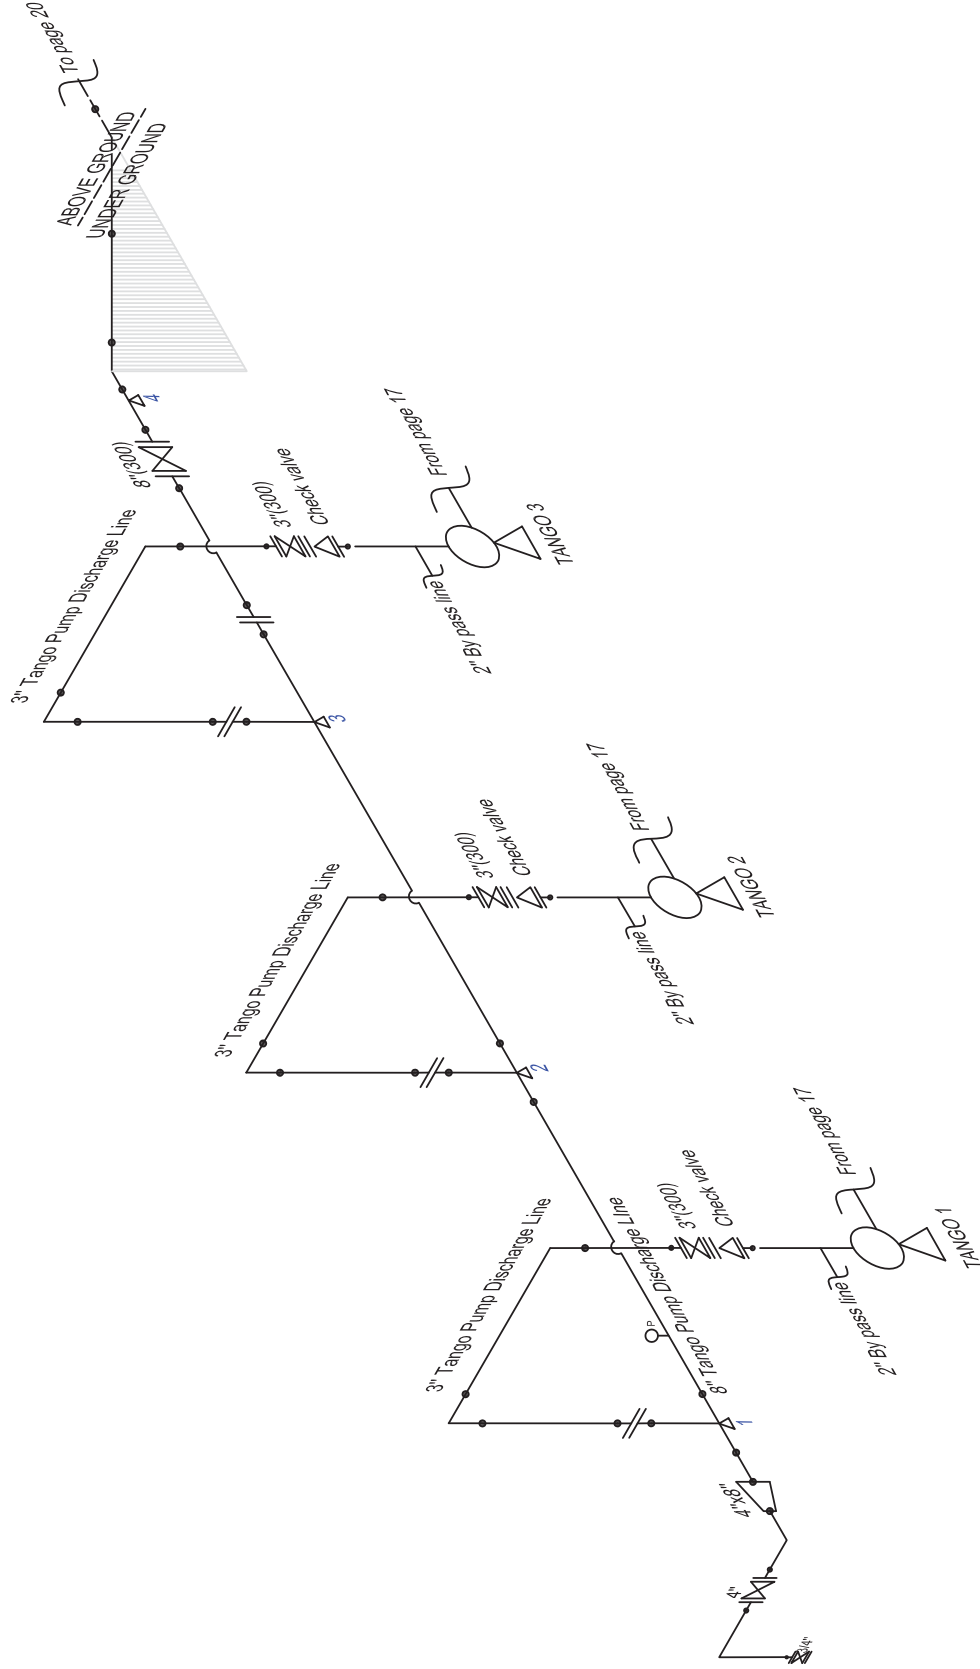 To page 20
ABOVE GROUND
UNDER GROUND
4
8"(300)
3" Tango Pump Discharge Line
3"(300)
Check valve
From page 17
TANGO 3
2" By pass line
3
3" Tango Pump Discharge Line
3"(300)
Check valve
From page 17
TANGO 2
2" By pass line
2
3" Tango Pump Discharge Line
8" Tango Pump Discharge Line
3"(300)
Check valve
From page 17
TANGO 1
2" By pass line
P
1
4"x8"
4"
3/4"